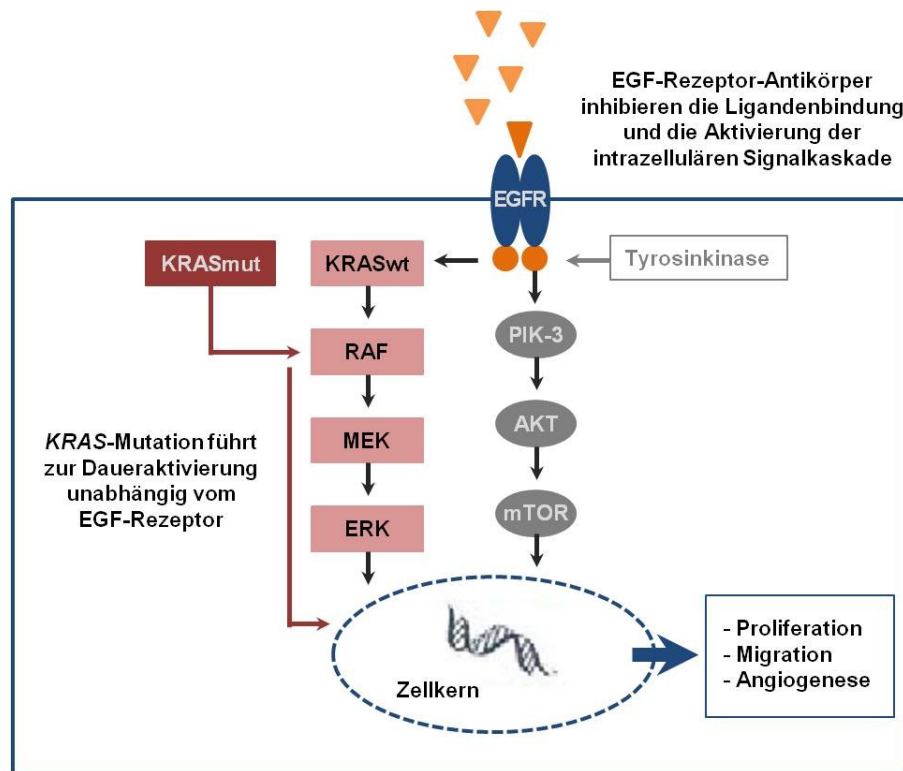 EGF-Rezeptor-Antikörper
inhibieren die Ligandenbindung
und die Aktivierung der
intrazellulären Signalkaskade
EGFR
KRASmut
KRASwt
Tyrosinkinase
RAF
PIK-3
MEK
AKT
ERK
mTOR
KRAS-Mutation führt
zur Daueraktivierung
unabhängig vom
EGF-Rezeptor
Zellkern
- Proliferation
- Migration
- Angiogenese